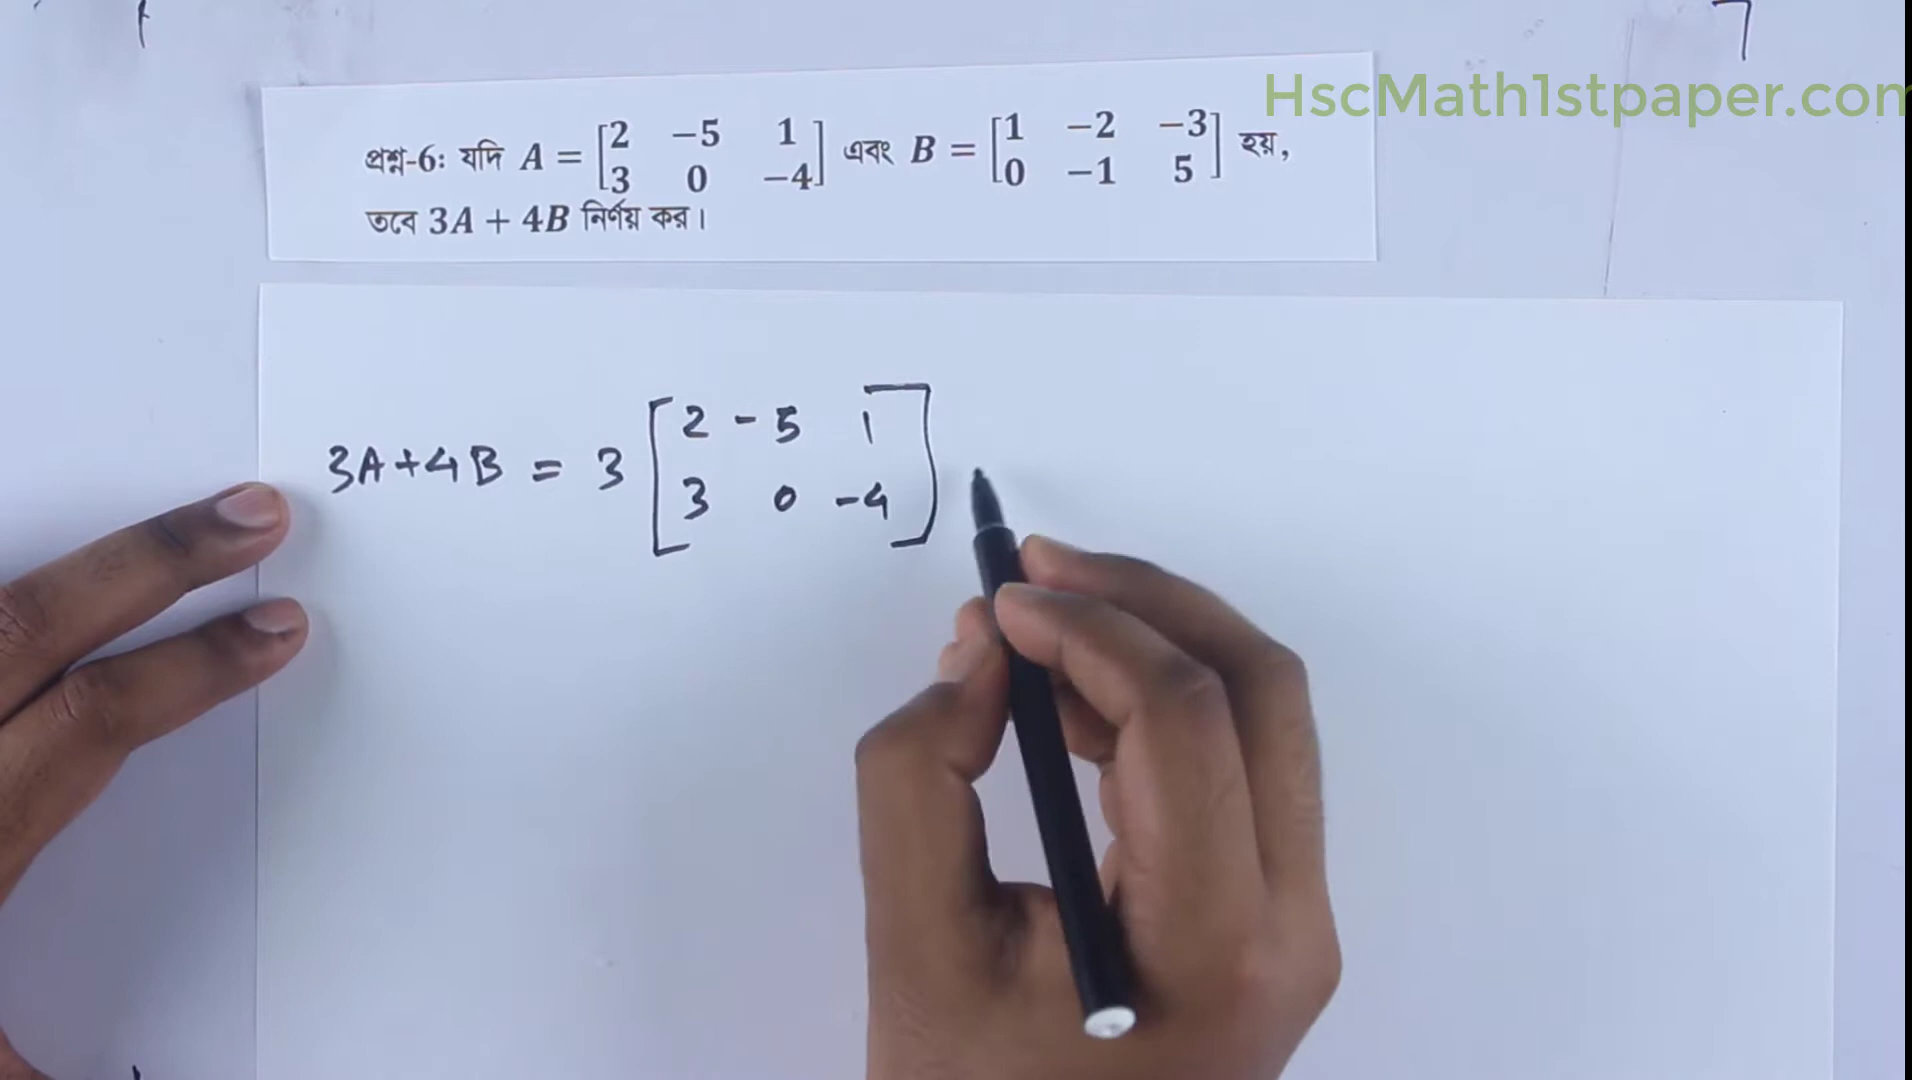 HscMath1stpaper.com
প্রশ্ন-6: যদি A = [2 -5 1
3 0 -4] এবং B = [1 -2 -3
0 -1 5] হয়,
তবে 3A + 4B নির্ণয় কর।
3A+4B = 3 [2 -5 1
3 0 -4]